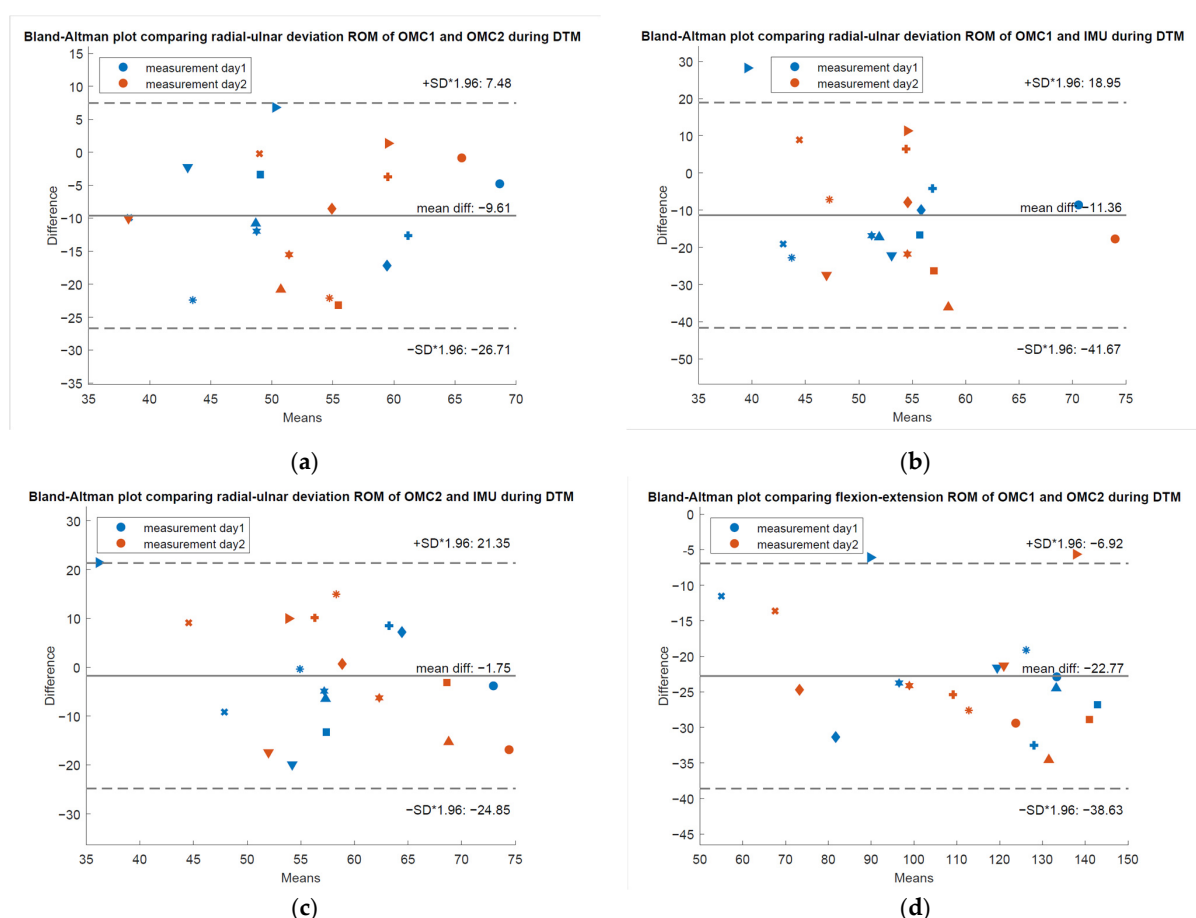 Bland-Altman plot comparing radial-ulnar deviation ROM of OMC1 and OMC2 during DTM
15
10
5
0
−5
−10
−15
−20
−25
−30
−35
Difference
measurement day1
measurement day2
+SD*1.96: 7.48
mean diff: −9.61
−SD*1.96: −26.71
35 40 45 50 55 60 65 70
Means
(a)
Bland-Altman plot comparing radial-ulnar deviation ROM of OMC1 and IMU during DTM
30
20
10
0
−10
−20
−30
−40
−50
Difference
measurement day1
measurement day2
+SD*1.96: 18.95
mean diff: −11.36
−SD*1.96: −41.67
35 40 45 50 55 60 65 70 75
Means
(b)
Bland-Altman plot comparing radial-ulnar deviation ROM of OMC2 and IMU during DTM
30
20
10
0
−10
−20
−30
Difference
measurement day1
measurement day2
+SD*1.96: 21.35
mean diff: −1.75
−SD*1.96: −24.85
35 40 45 50 55 60 65 70 75
Means
(c)
Bland-Altman plot comparing flexion-extension ROM of OMC1 and OMC2 during DTM
0
−5
−10
−15
−20
−25
−30
−35
−40
−45
Difference
measurement day1
measurement day2
+SD*1.96: −6.92
mean diff: −22.77
−SD*1.96: −38.63
50 60 70 80 90 100 110 120 130 140 150
Means
(d)